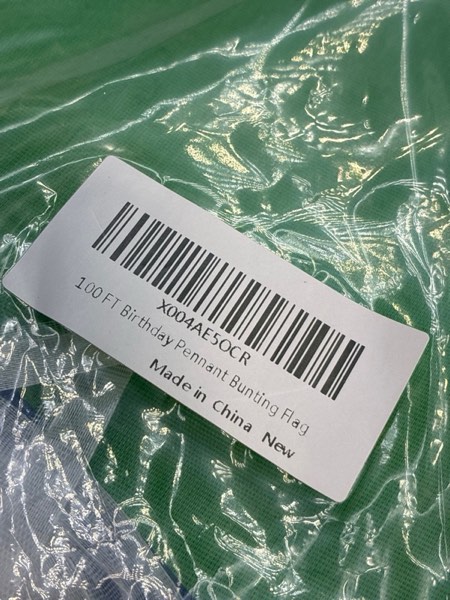 X004AE5OCR
100 FT Birthday Pennant Bunting Flag
Made in China New